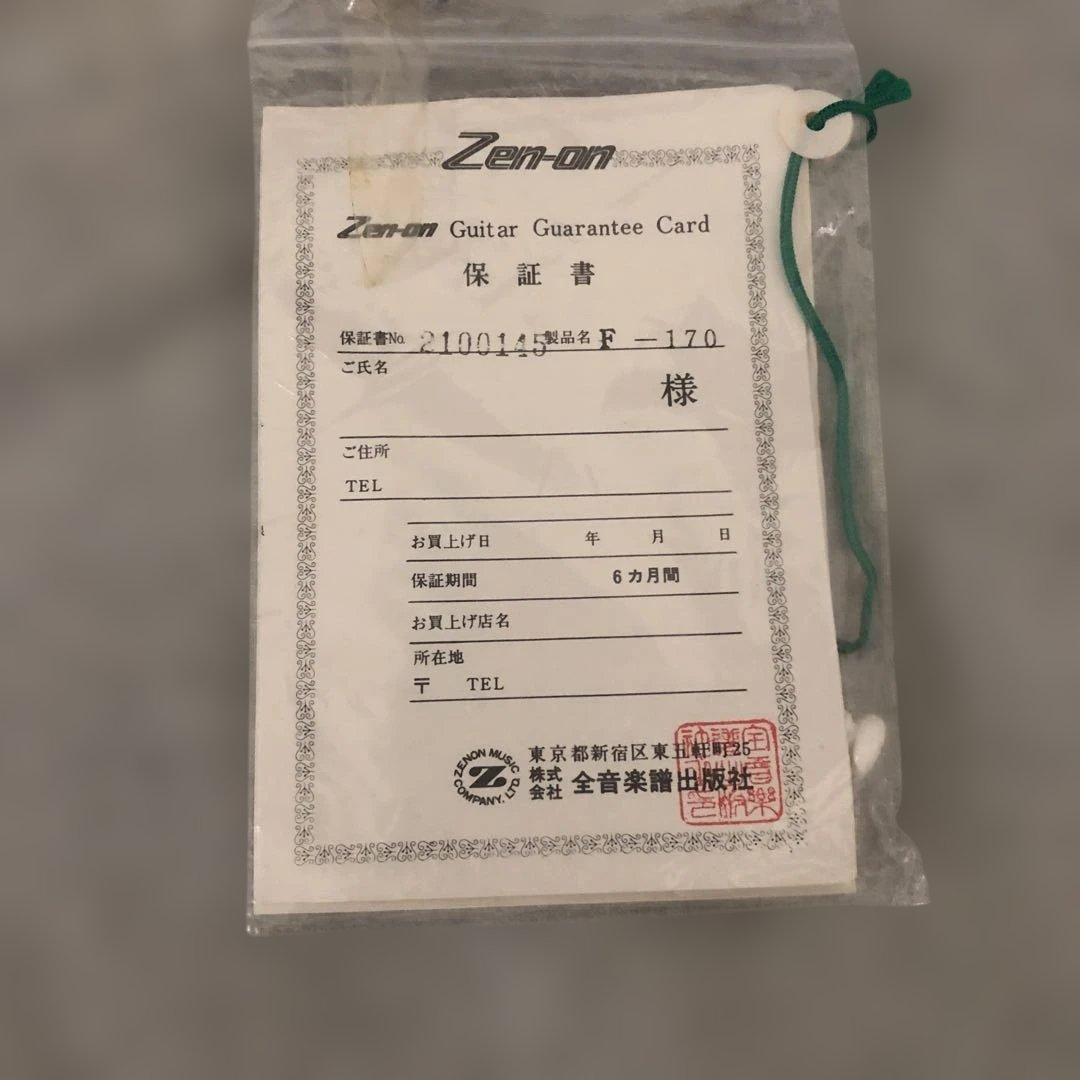 Zen-on
Zen-on Guitar Guarantee Card
保証書
保証書No. 2100145 製品名 F-170
ご氏名
様
ご住所
TEL
お買上げ日 年 月 日
保証期間 6カ月間
お買上げ店名
所在地
〒 TEL
ZENON MUSIC COMPANY. LTD.
Z
東京都新宿区東五軒町25
株式会社 全音楽譜出版社